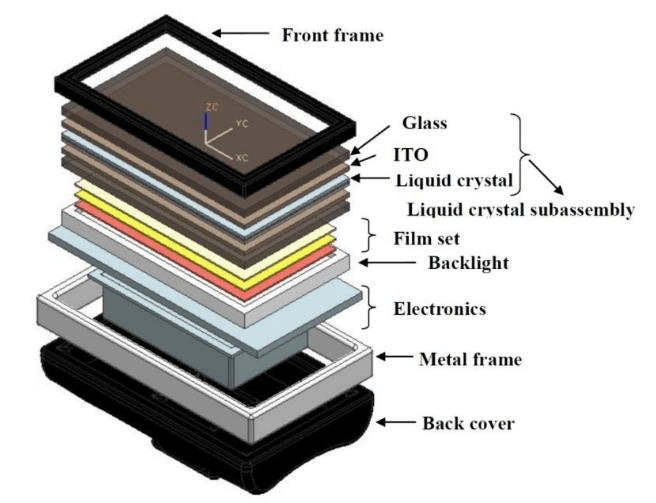 Front frame
ZC
YC
XC
Glass
ITO
Liquid crystal
Liquid crystal subassembly
Film set
Backlight
Electronics
Metal frame
Back cover